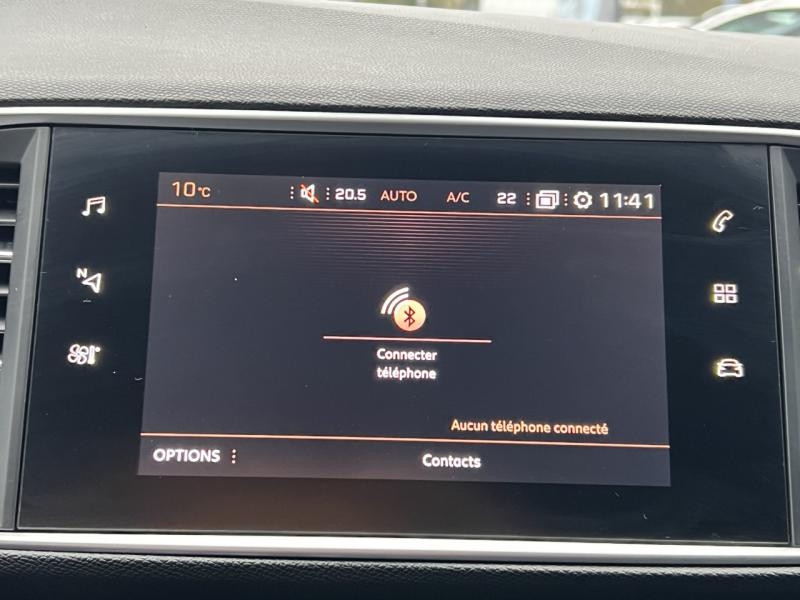 10°C 20.5 AUTO A/C 22 11:41
N
Connecter
téléphone
Aucun téléphone connecté
OPTIONS
Contacts